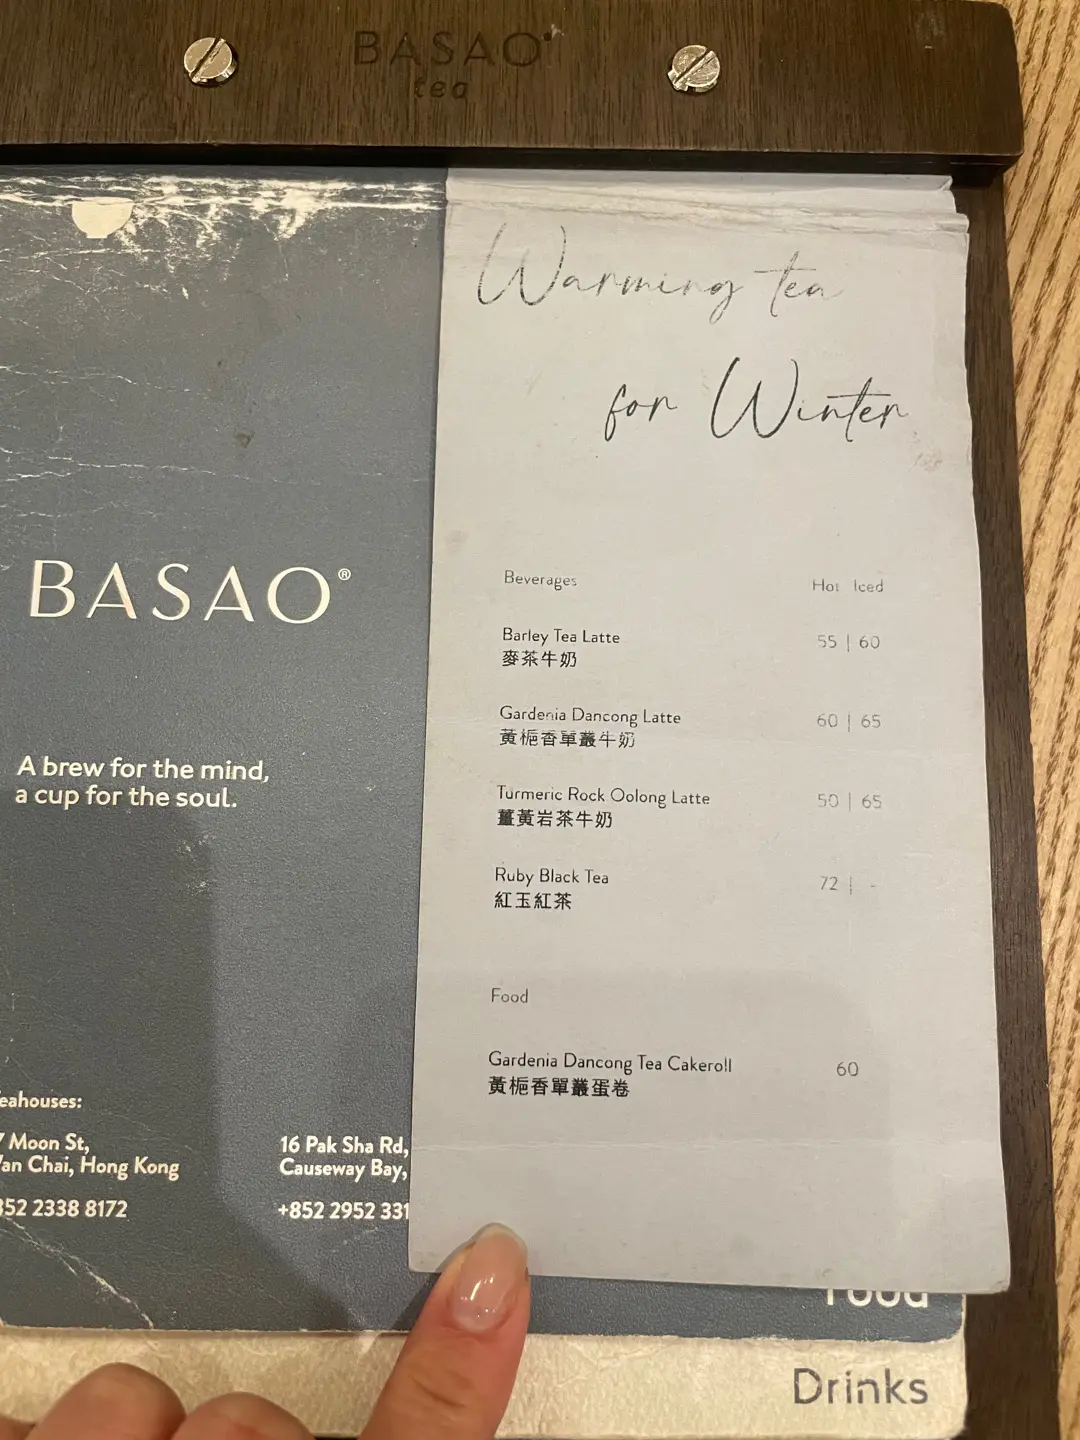 BASAO
tea
Warming tea
for Winter
BASAO®
A brew for the mind,
a cup for the soul.
Beverages Hot Iced
Barley Tea Latte 55 | 60
麥茶牛奶
Gardenia Dancong Latte 60 | 65
黃梔香單叢牛奶
Turmeric Rock Oolong Latte 50 | 65
薑黃岩茶牛奶
Ruby Black Tea 72 | -
紅玉紅茶
Food
Gardenia Dancong Tea Cakeroll 60
黃梔香單叢蛋卷
eahouses:
7 Moon St,
an Chai, Hong Kong
352 2338 8172
16 Pak Sha Rd,
Causeway Bay,
+852 2952 331
Food
Drinks